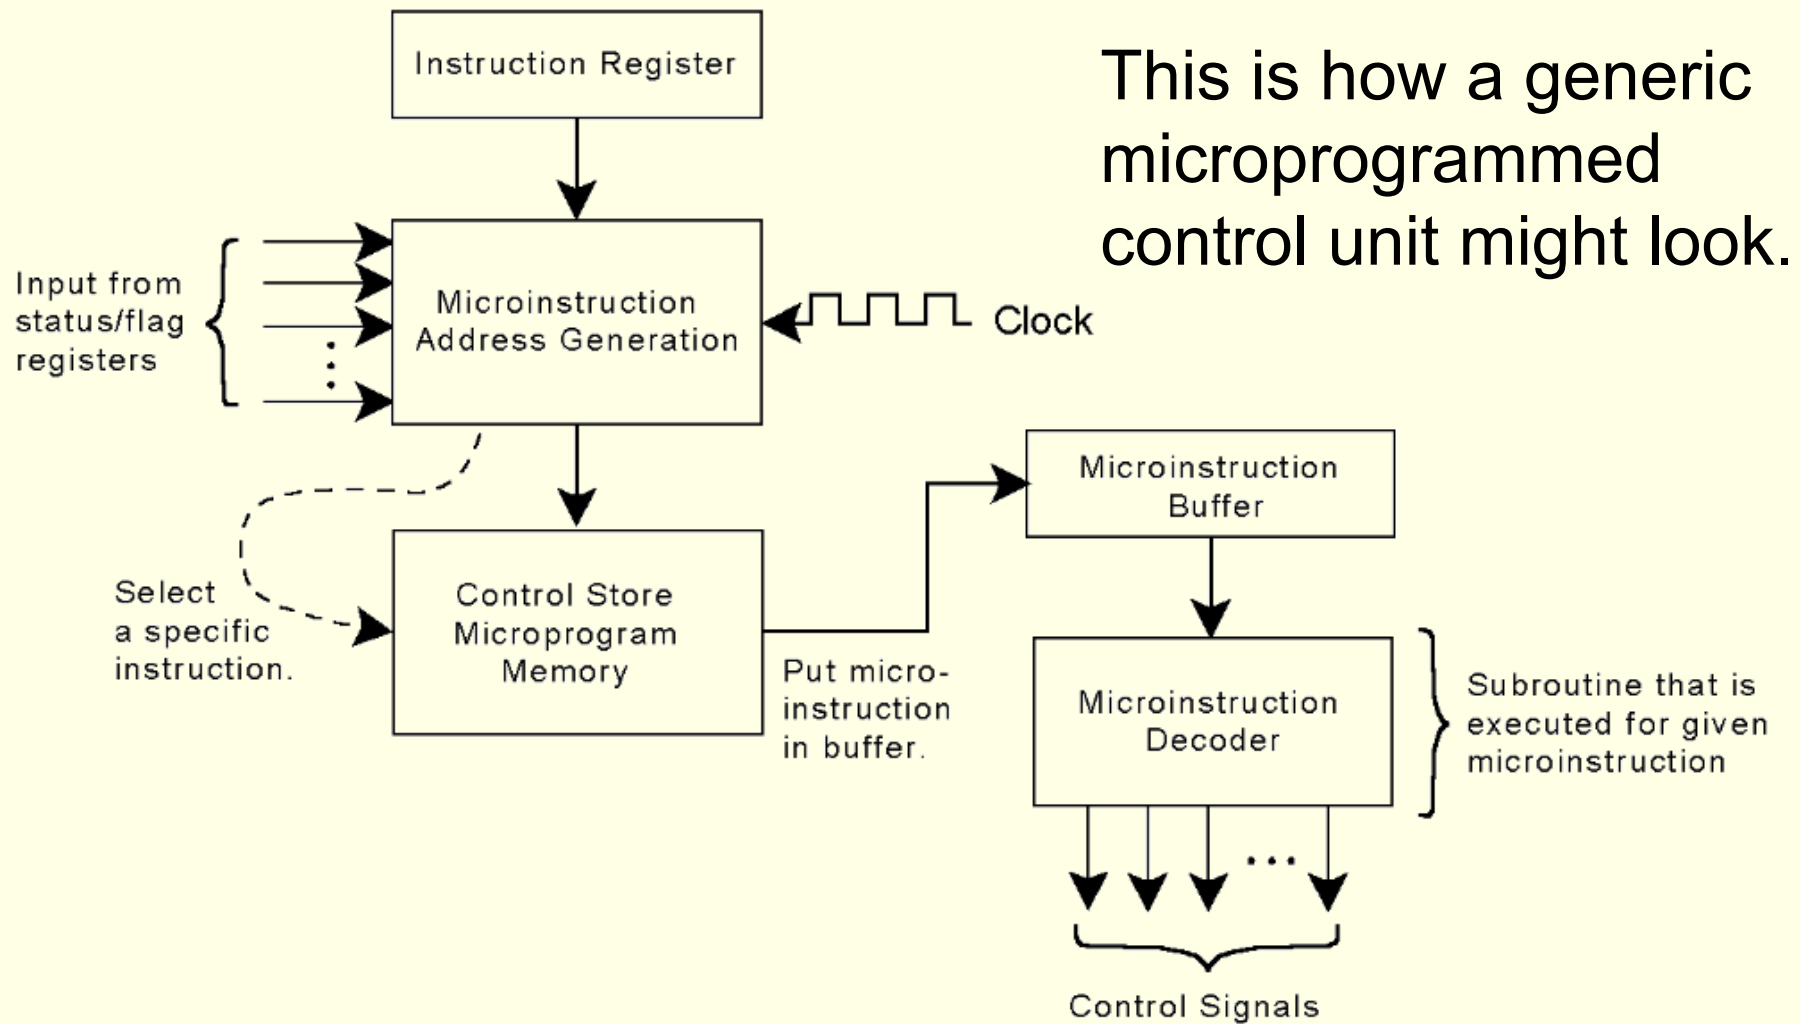 Instruction Register
This is how a generic
microprogrammed
control unit might look.
Input from
status/flag
registers
Microinstruction
Address Generation
Clock
Select
a specific
instruction.
Control Store
Microprogram
Memory
Put micro-
instruction
in buffer.
Microinstruction
Buffer
Microinstruction
Decoder
Subroutine that is
executed for given
microinstruction
Control Signals